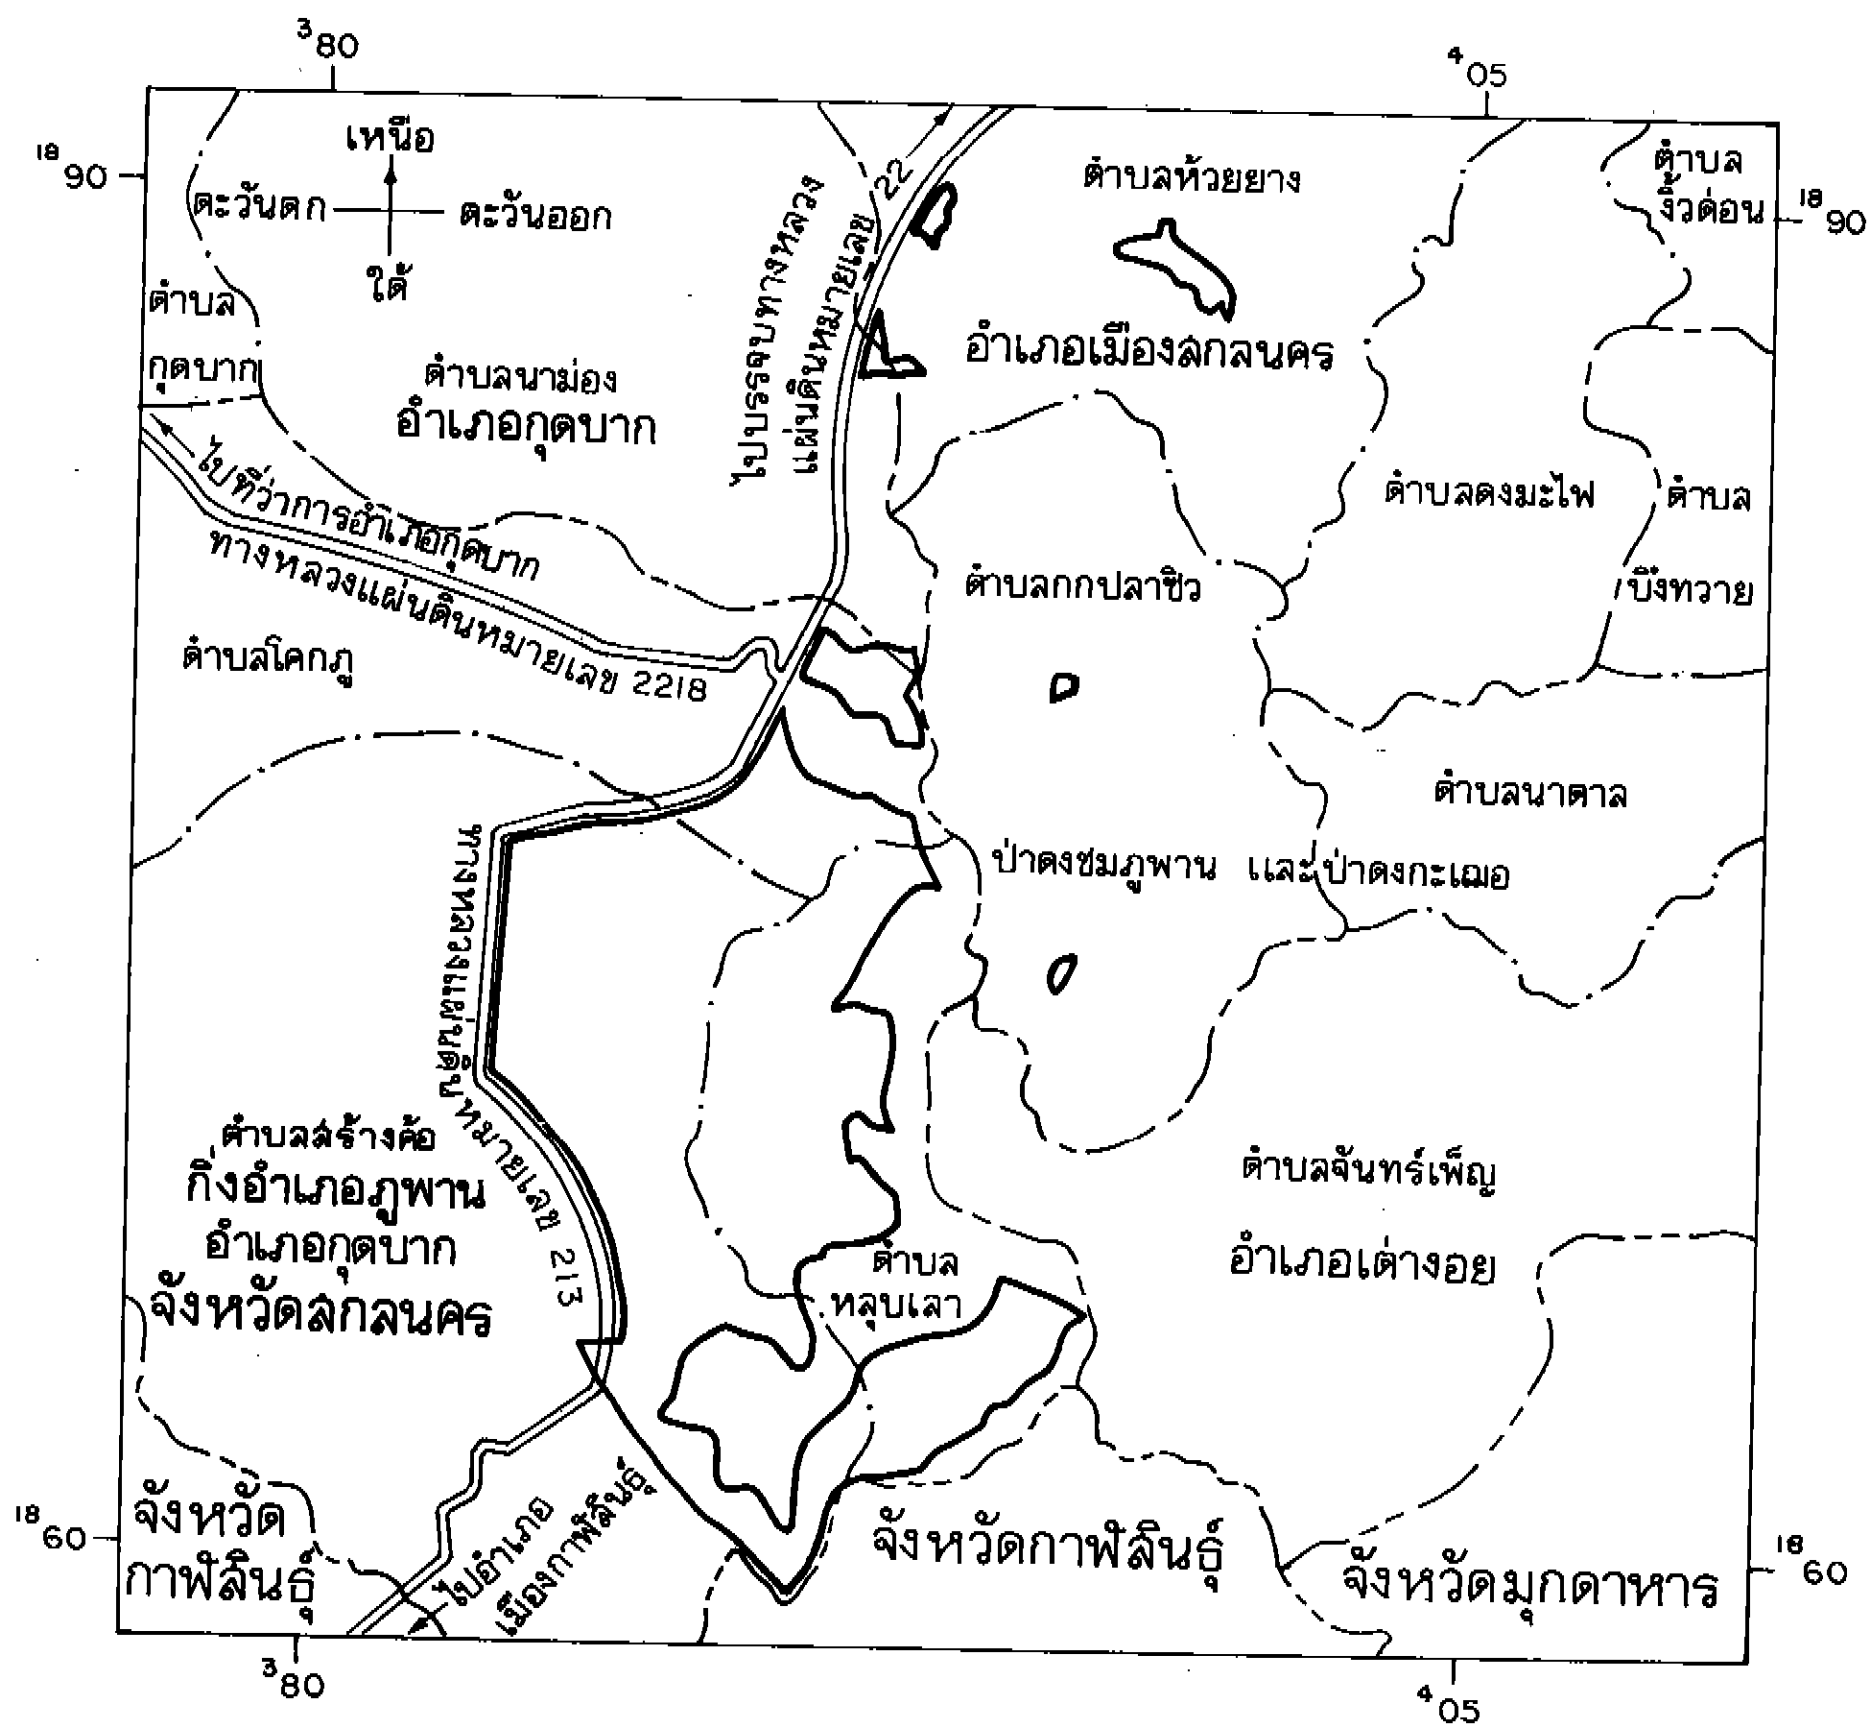 ³80
⁴05
เหนือ
ตะวันตก
ตะวันออก
ใต้
¹⁸90
¹⁸90
ตำบลห้วยยาง
ตำบล
งิ้วด่อน
ตำบล
กุดบาก
ตำบลนาม่อง
อำเภอกุดบาก
ไปบรรจบทางหลวง
แผ่นดินหมายเลข 22
อำเภอเมืองสกลนคร
ไปที่ว่าการอำเภอกุดบาก
ทางหลวงแผ่นดินหมายเลข 2218
ตำบลดงมะไฟ
ตำบล
บึงทวาย
ตำบลกกปลาซิว
ตำบลโคกภู
ตำบลนาตาล
ป่าดงชมภูพาน และป่าดงกะเฌอ
ทางหลวงแผ่นดิน หมายเลข 213
ตำบลสร้างค้อ
กิ่งอำเภอภูพาน
อำเภอกุดบาก
จังหวัดสกลนคร
ตำบลจันทร์เพ็ญ
อำเภอเต่างอย
ตำบล
หลุบเลา
จังหวัด
กาฬสินธุ์
ไปอำเภอ
เมืองกาฬสินธุ์
จังหวัดกาฬสินธุ์
จังหวัดมุกดาหาร
¹⁸60
¹⁸60
³80
⁴05